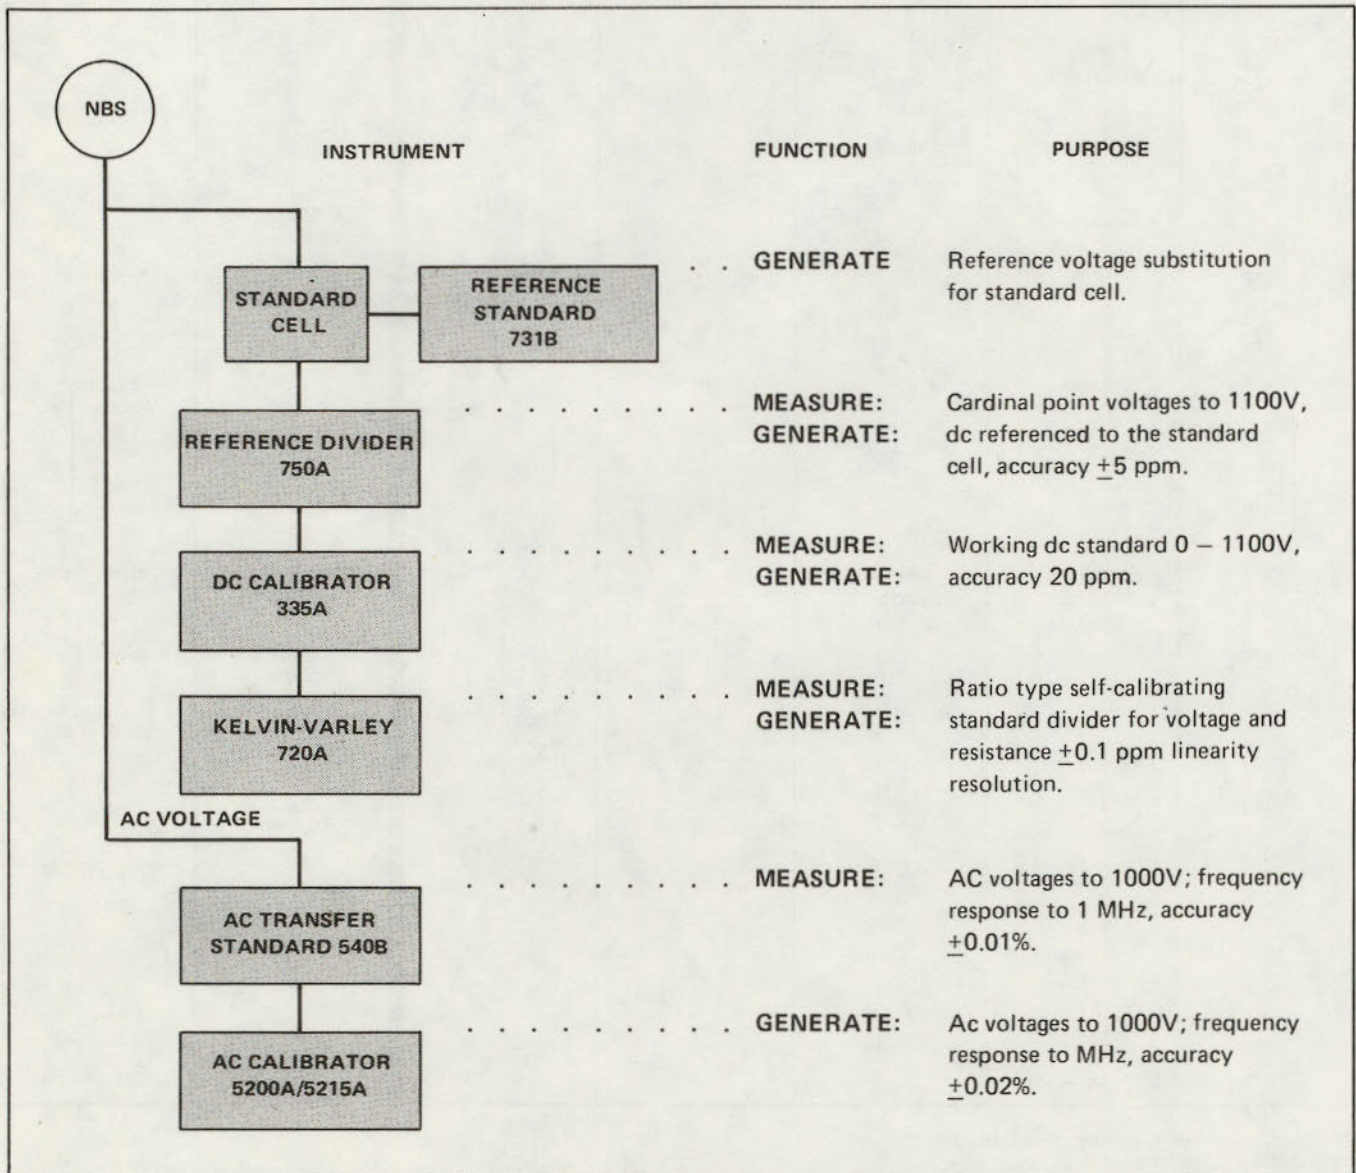 NBS
INSTRUMENT
FUNCTION
PURPOSE
STANDARD
CELL
REFERENCE
STANDARD
731B
. . GENERATE
Reference voltage substitution
for standard cell.
REFERENCE DIVIDER
750A
. . . . . . . . . MEASURE:
GENERATE:
Cardinal point voltages to 1100V,
dc referenced to the standard
cell, accuracy ±5 ppm.
DC CALIBRATOR
335A
. . . . . . . . . MEASURE:
GENERATE:
Working dc standard 0 – 1100V,
accuracy 20 ppm.
KELVIN-VARLEY
720A
. . . . . . . . . MEASURE:
GENERATE:
Ratio type self-calibrating
standard divider for voltage and
resistance ±0.1 ppm linearity
resolution.
AC VOLTAGE
AC TRANSFER
STANDARD 540B
. . . . . . . . . MEASURE:
AC voltages to 1000V; frequency
response to 1 MHz, accuracy
±0.01%.
AC CALIBRATOR
5200A/5215A
. . . . . . . . . GENERATE:
Ac voltages to 1000V; frequency
response to MHz, accuracy
±0.02%.